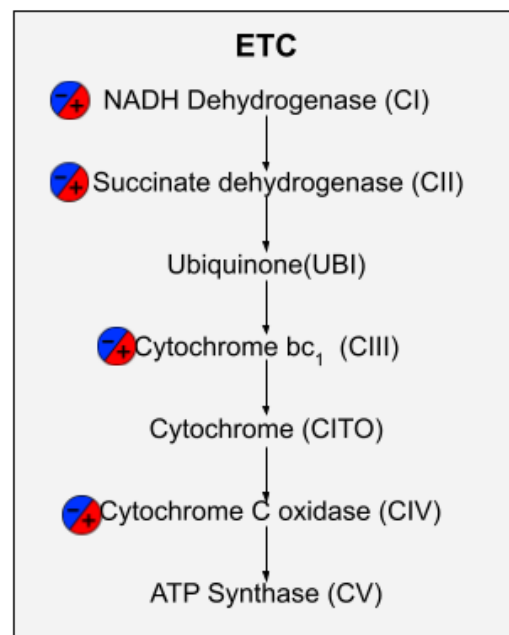 ETC
- + NADH Dehydrogenase (CI)
- + Succinate dehydrogenase (CII)
Ubiquinone(UBI)
- + Cytochrome bc₁ (CIII)
Cytochrome (CITO)
- + Cytochrome C oxidase (CIV)
ATP Synthase (CV)